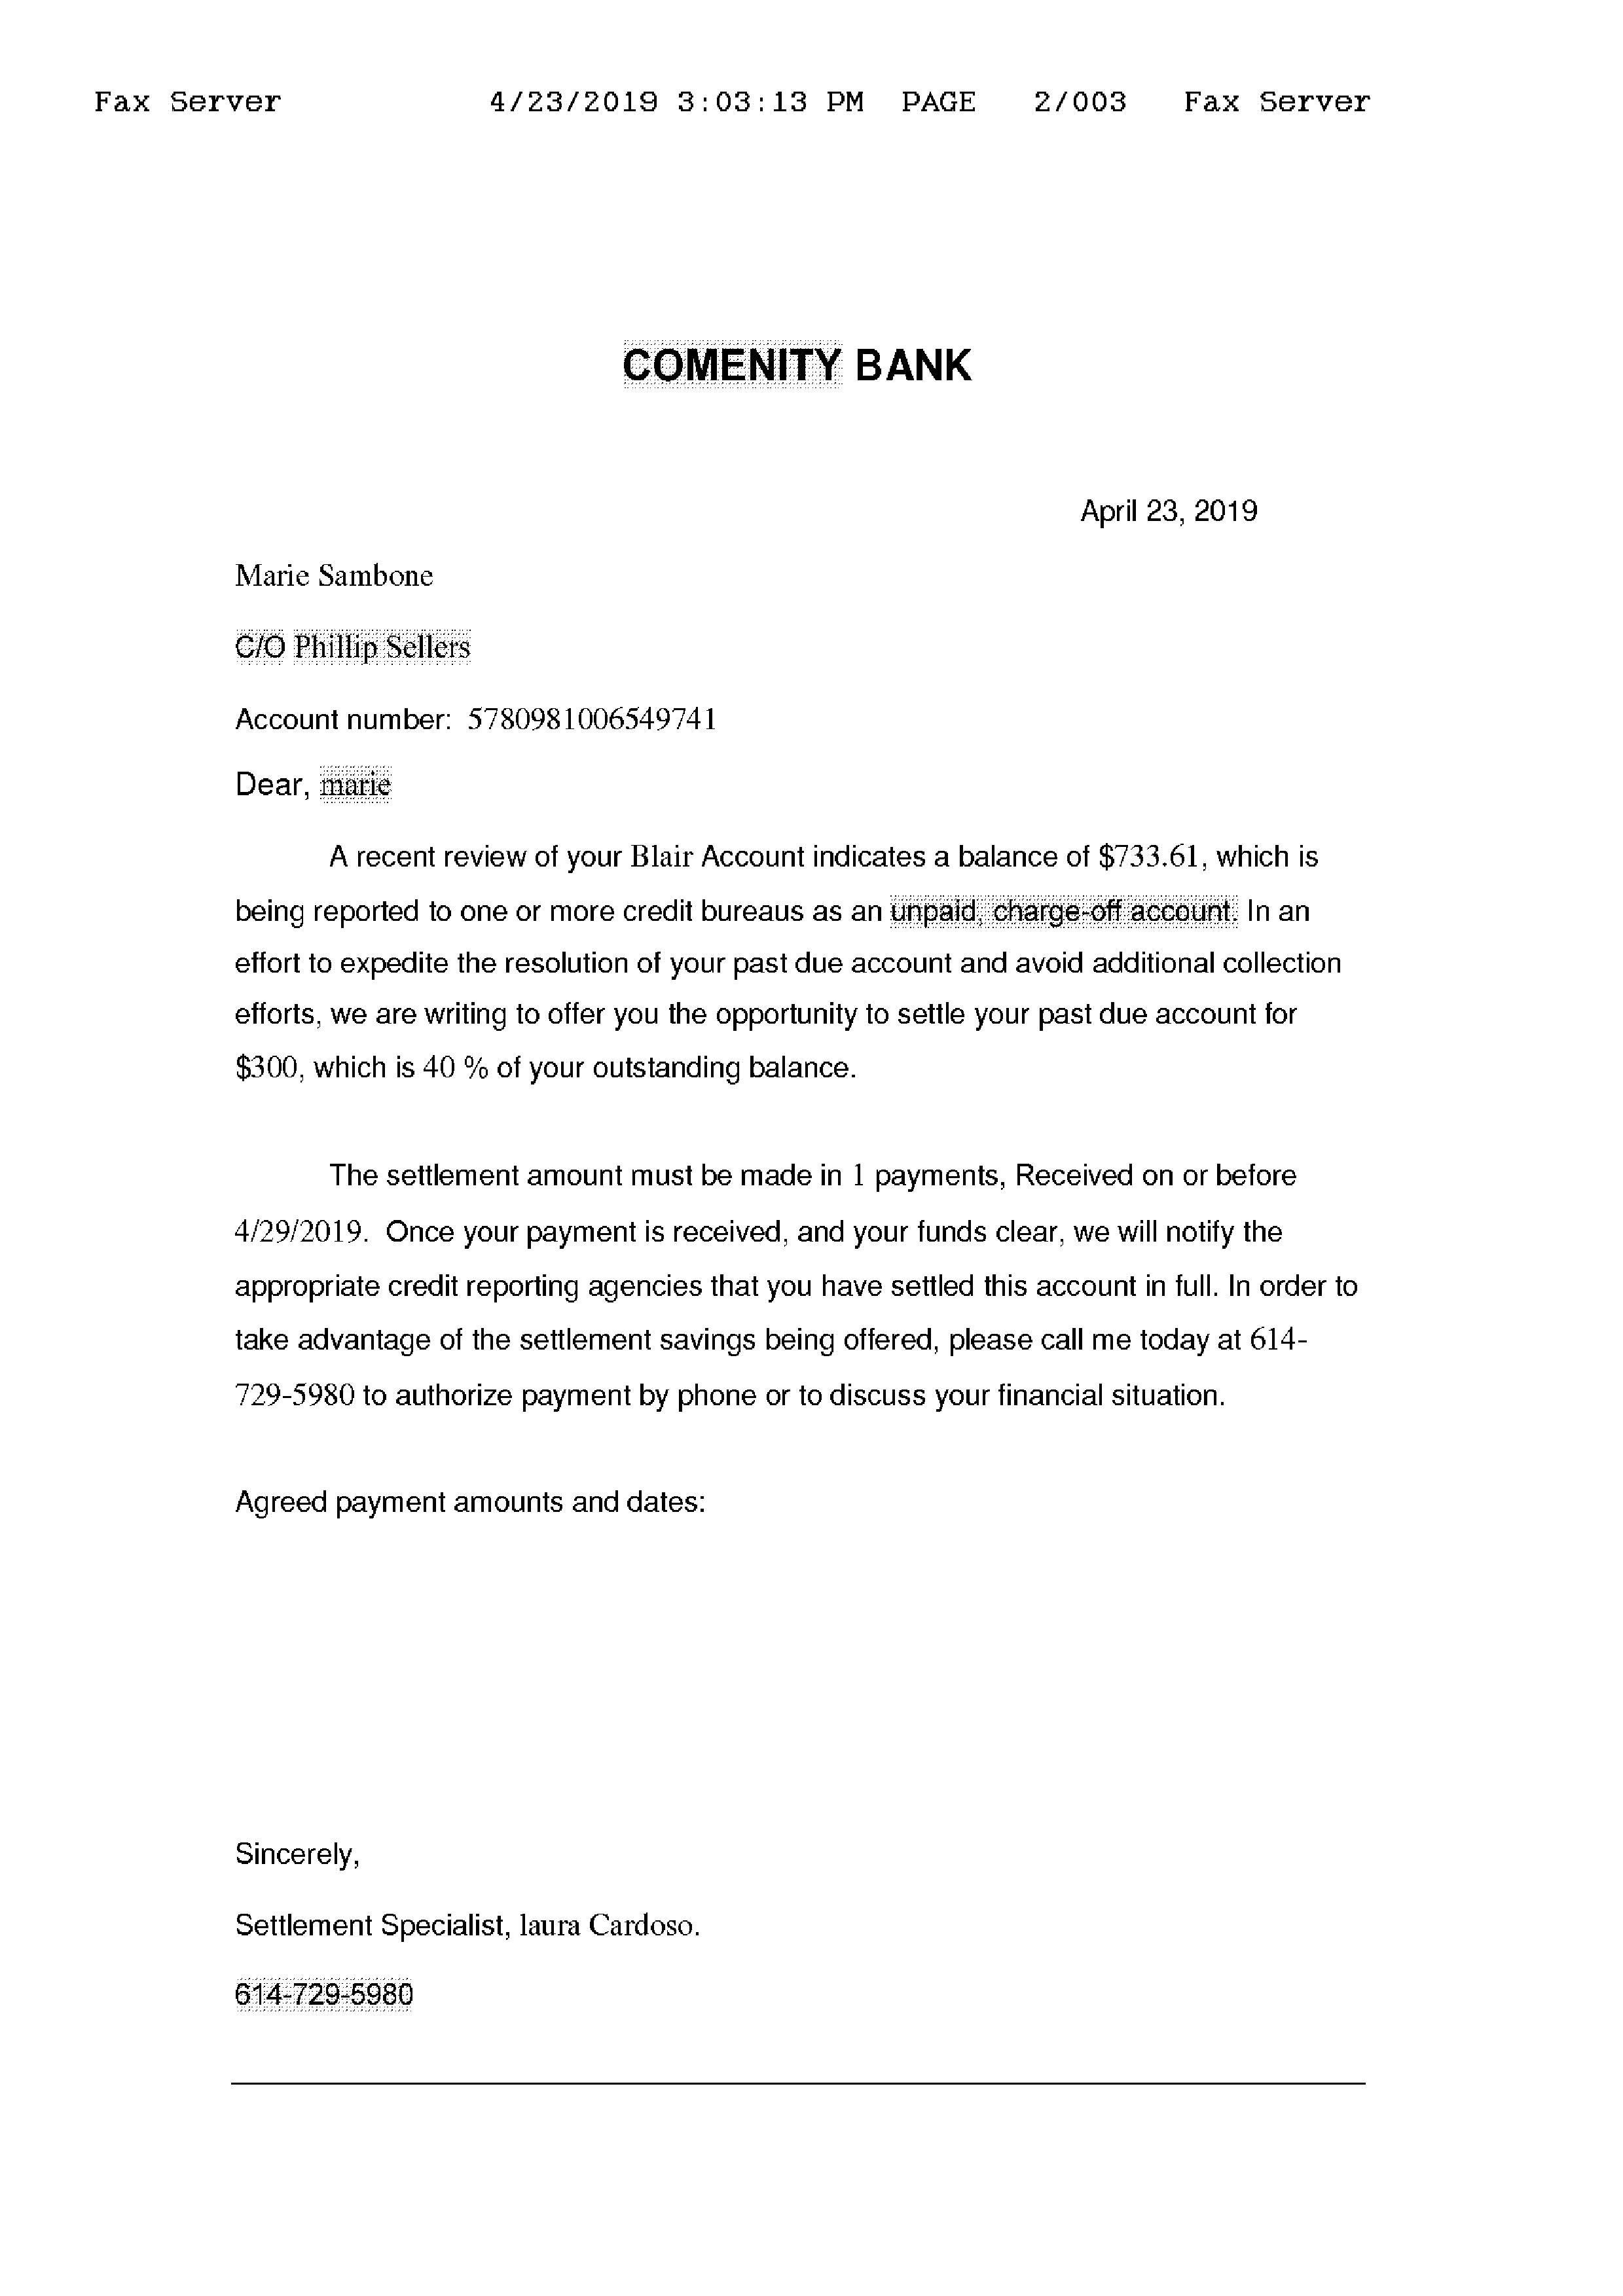 Fax Server 4/23/2019 3:03:13 PM PAGE 2/003 Fax Server
COMENITY BANK
April 23, 2019
Marie Sambone
C/O Phillip Sellers
Account number: 5780981006549741
Dear, marie
A recent review of your Blair Account indicates a balance of $733.61, which is
being reported to one or more credit bureaus as an unpaid, charge-off account. In an
effort to expedite the resolution of your past due account and avoid additional collection
efforts, we are writing to offer you the opportunity to settle your past due account for
$300, which is 40 % of your outstanding balance.
The settlement amount must be made in 1 payments, Received on or before
4/29/2019. Once your payment is received, and your funds clear, we will notify the
appropriate credit reporting agencies that you have settled this account in full. In order to
take advantage of the settlement savings being offered, please call me today at 614-
729-5980 to authorize payment by phone or to discuss your financial situation.
Agreed payment amounts and dates:
Sincerely,
Settlement Specialist, laura Cardoso.
614-729-5980